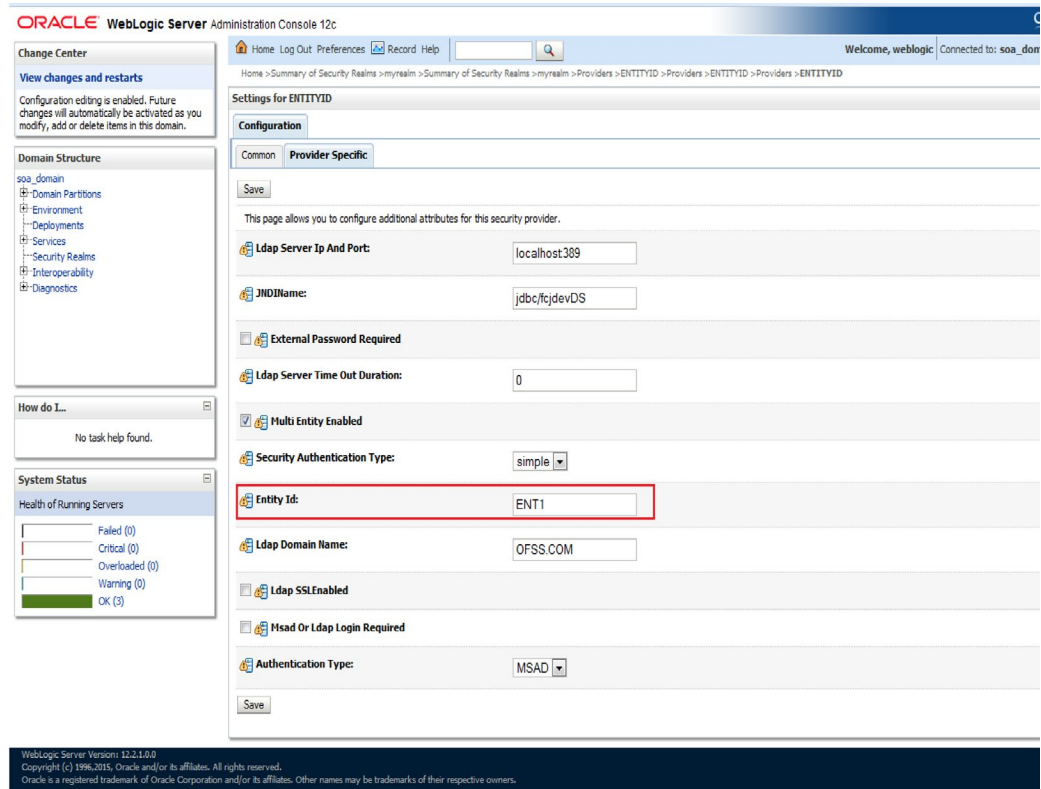 ORACLE WebLogic Server Administration Console 12c
Change Center
View changes and restarts
Configuration editing is enabled. Future
changes will automatically be activated as you
modify, add or delete items in this domain.
Domain Structure
soa_domain
Domain Partitions
Environment
Deployments
Services
Security Realms
Interoperability
Diagnostics
How do I...
No task help found.
System Status
Health of Running Servers
Failed (0)
Critical (0)
Overloaded (0)
Warning (0)
OK (3)
Home Log Out Preferences Record Help
Welcome, weblogic Connected to: soa_dom
Home >Summary of Security Realms >myrealm >Summary of Security Realms >myrealm >Providers >ENTITYID >Providers >ENTITYID >Providers >ENTITYID
Settings for ENTITYID
Configuration
Common Provider Specific
Save
This page allows you to configure additional attributes for this security provider.
Ldap Server Ip And Port: localhost:389
JNDIName: jdbc/fcjdevDS
External Password Required
Ldap Server Time Out Duration: 0
Multi Entity Enabled
Security Authentication Type: simple
Entity Id: ENT1
Ldap Domain Name: OFSS.COM
Ldap SSLEnabled
Msad Or Ldap Login Required
Authentication Type: MSAD
Save
WebLogic Server Version: 12.2.1.0.0
Copyright (c) 1996,2015, Oracle and/or its affiliates. All rights reserved.
Oracle is a registered trademark of Oracle Corporation and/or its affiliates. Other names may be trademarks of their respective owners.